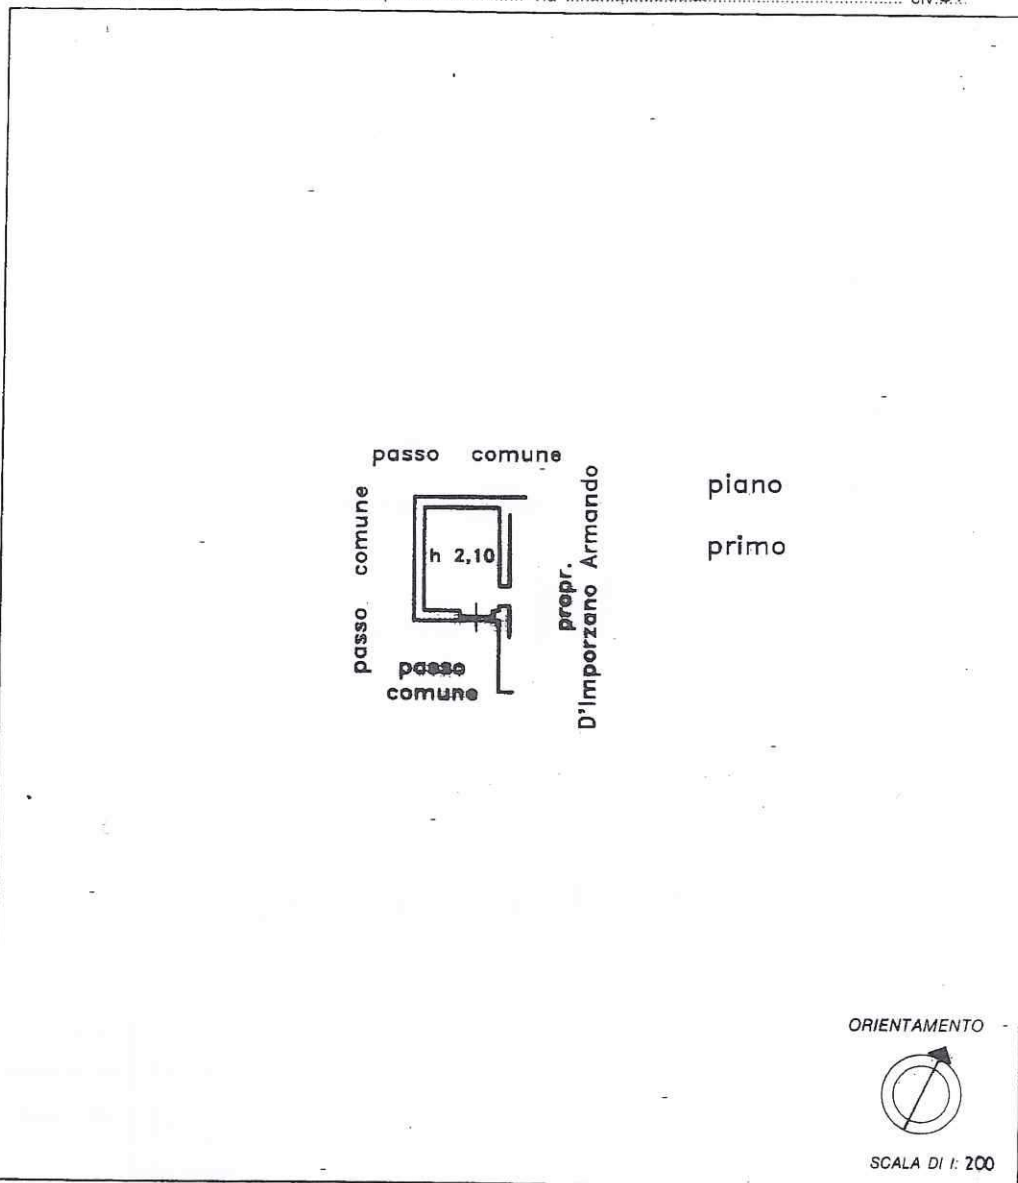 passo comune
passo comune
h 2,10
passo
comune
propr.
D'Imporzano Armando
piano
primo
ORIENTAMENTO
SCALA DI 1: 200